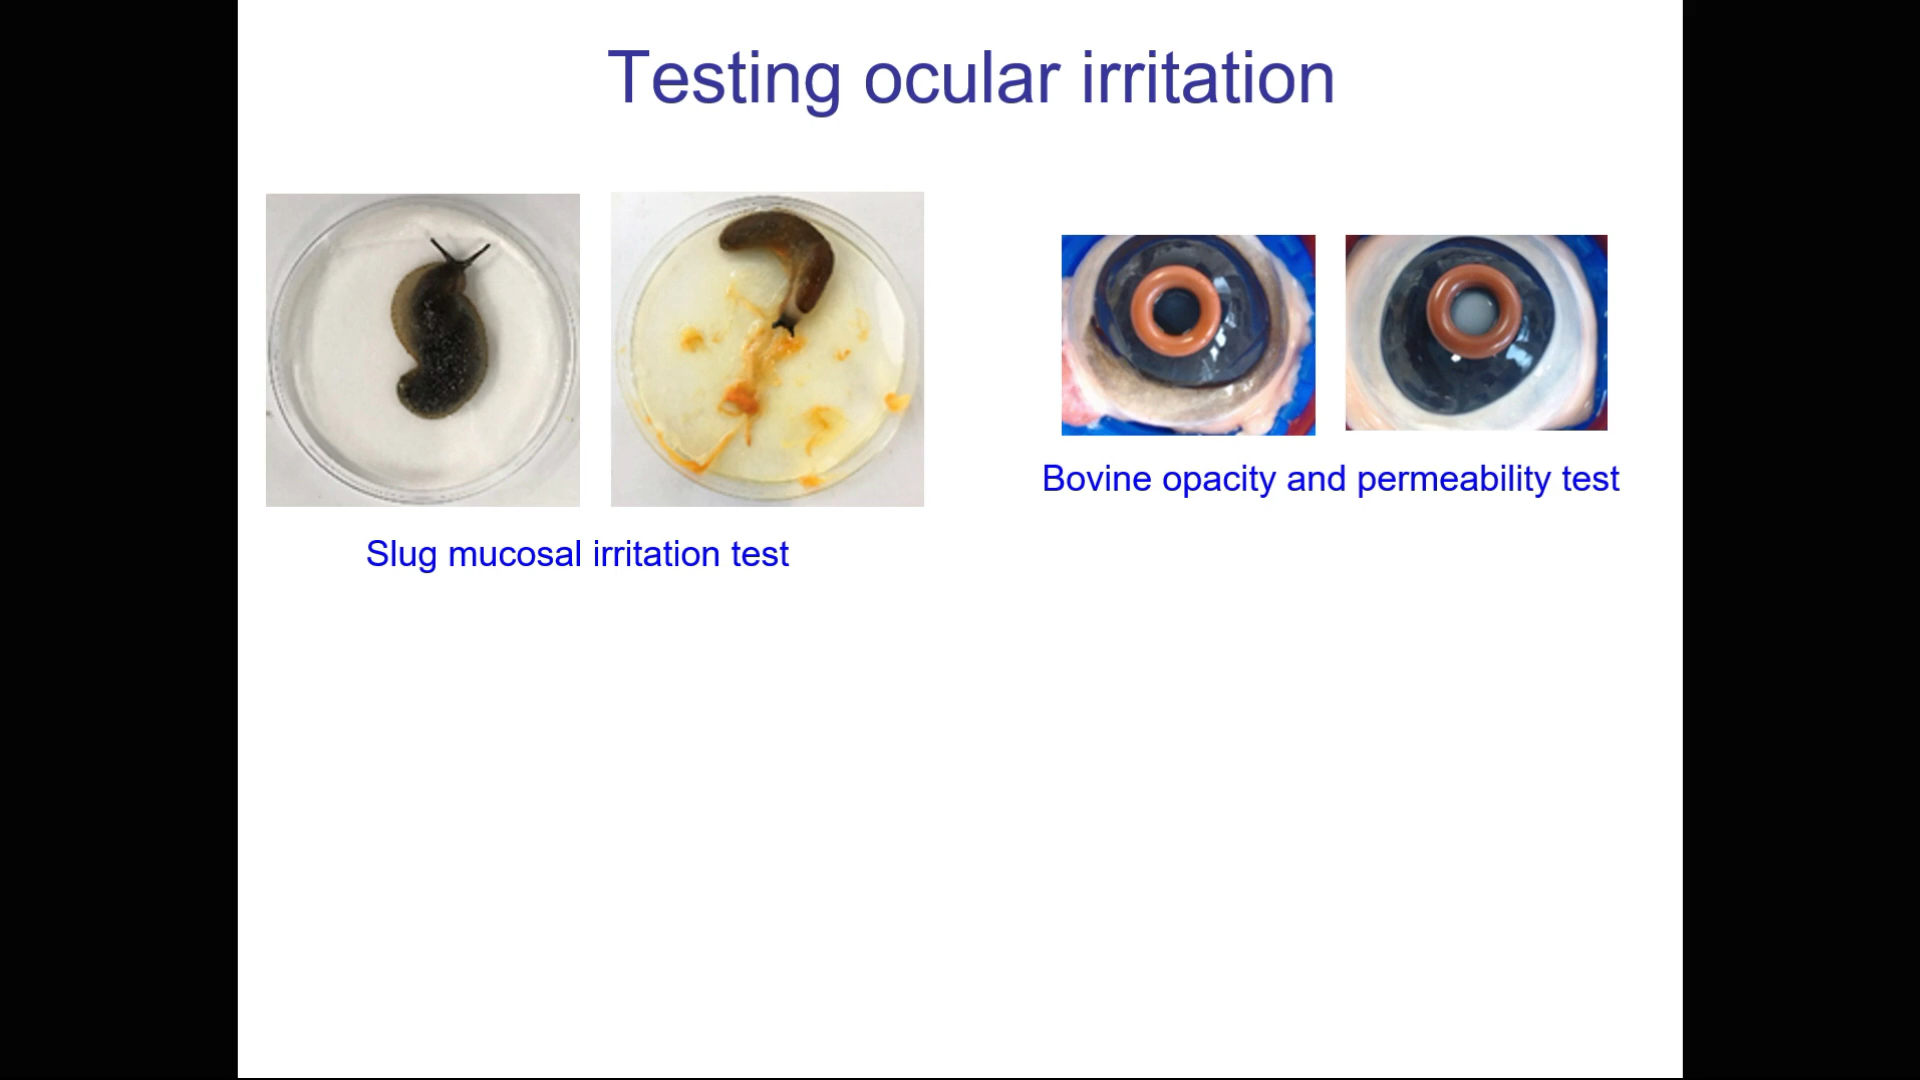 Testing ocular irritation
Bovine opacity and permeability test
Slug mucosal irritation test